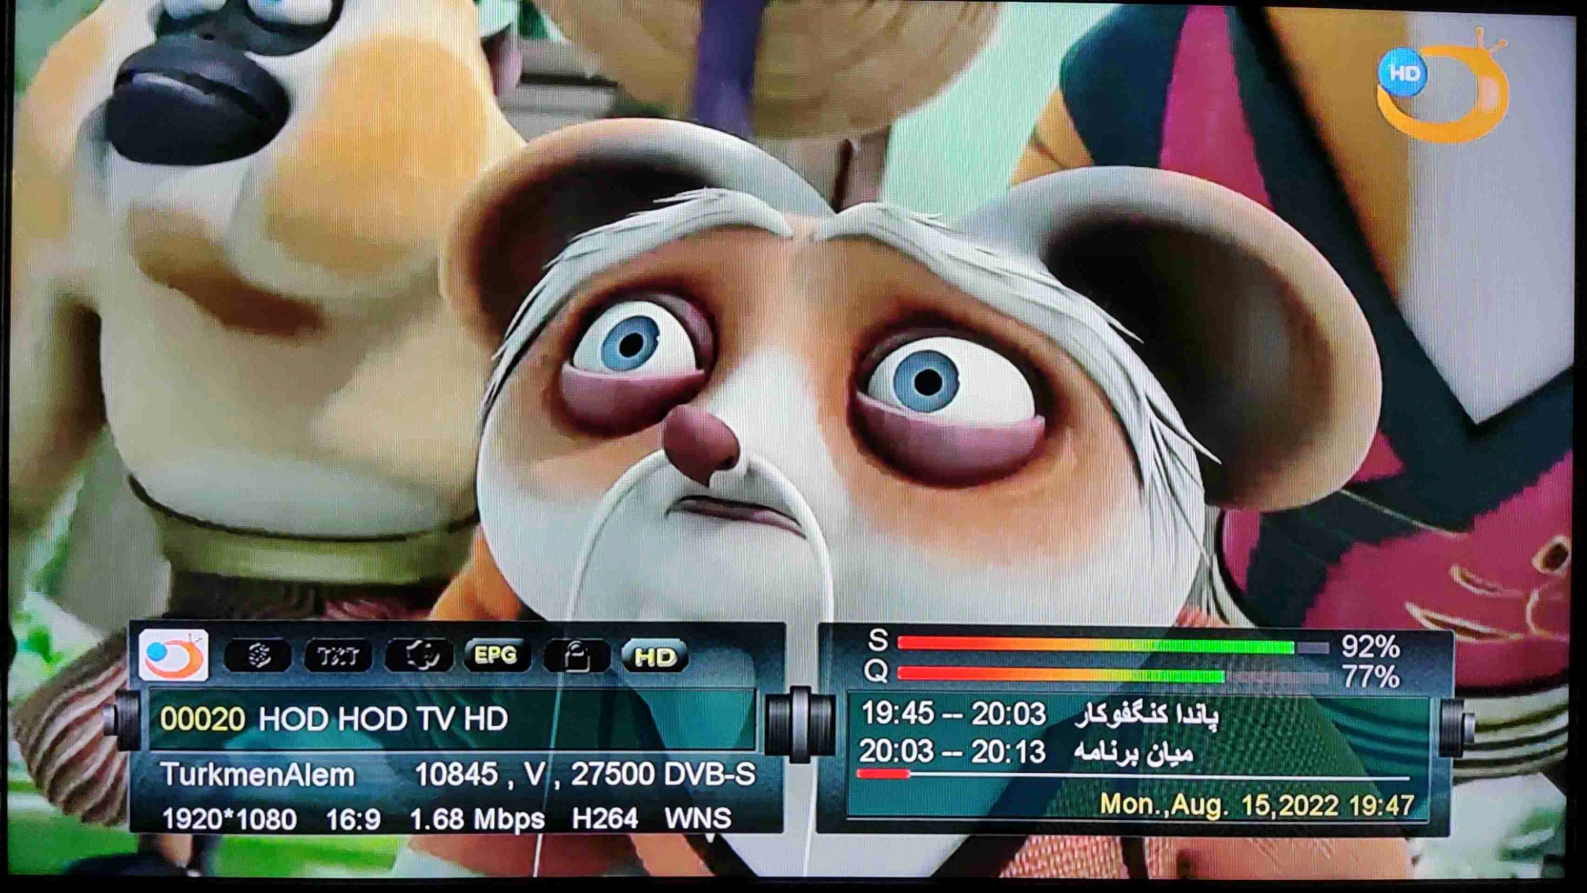 HD
TXT EPG HD
00020 HOD HOD TV HD
TurkmenAlem 10845 , V , 27500 DVB-S
1920*1080 16:9 1.68 Mbps H264 WNS
S 92%
Q 77%
19:45 -- 20:03 پاندا کنگفوکار
20:03 -- 20:13 میان برنامه
Mon.,Aug. 15,2022 19:47